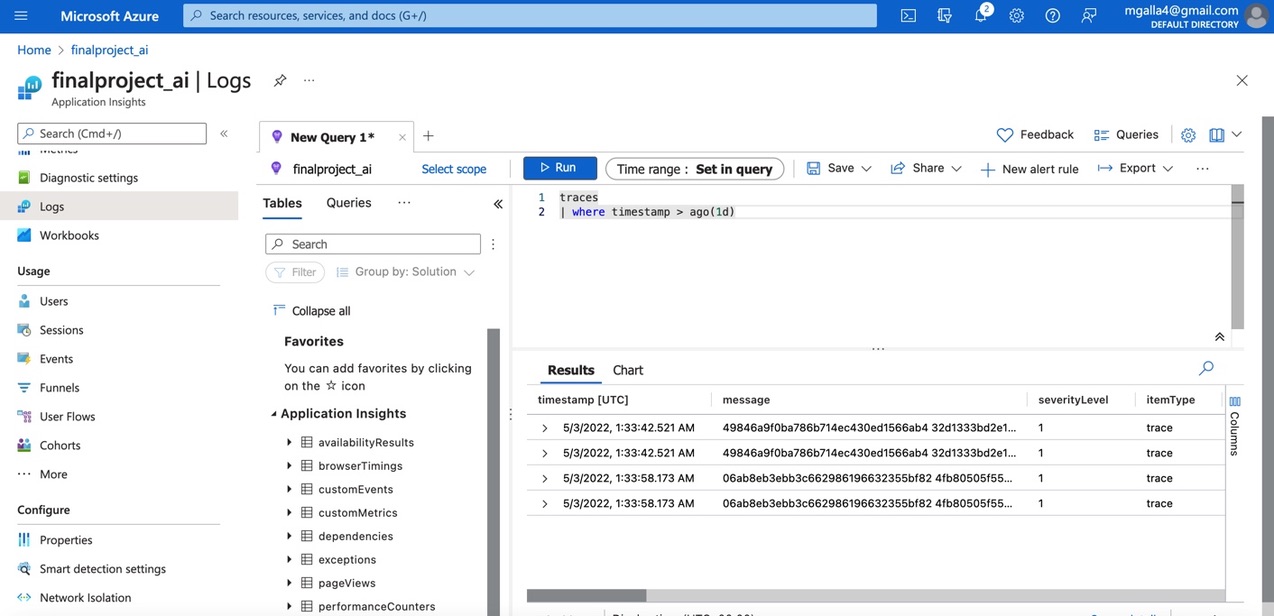 Microsoft Azure
Search resources, services, and docs (G+/)
2
mgalla4@gmail.com
DEFAULT DIRECTORY
Home > finalproject_ai
finalproject_ai | Logs
Application Insights
Search (Cmd+/)
Metrics
Diagnostic settings
Logs
Workbooks
Usage
Users
Sessions
Events
Funnels
User Flows
Cohorts
More
Configure
Properties
Smart detection settings
Network Isolation
New Query 1*
Feedback
Queries
finalproject_ai
Select scope
Run
Time range : Set in query
Save
Share
New alert rule
Export
Tables
Queries
Search
Filter
Group by: Solution
Collapse all
Favorites
You can add favorites by clicking
on the ☆ icon
Application Insights
availabilityResults
browserTimings
customEvents
customMetrics
dependencies
exceptions
pageViews
performanceCounters
1 traces
2 | where timestamp > ago(1d)
Results
Chart
timestamp [UTC] message severityLevel itemType
5/3/2022, 1:33:42.521 AM 49846a9f0ba786b714ec430ed1566ab4 32d1333bd2e1... 1 trace
5/3/2022, 1:33:42.521 AM 49846a9f0ba786b714ec430ed1566ab4 32d1333bd2e1... 1 trace
5/3/2022, 1:33:58.173 AM 06ab8eb3ebb3c662986196632355bf82 4fb80505f55... 1 trace
5/3/2022, 1:33:58.173 AM 06ab8eb3ebb3c662986196632355bf82 4fb80505f55... 1 trace
Columns